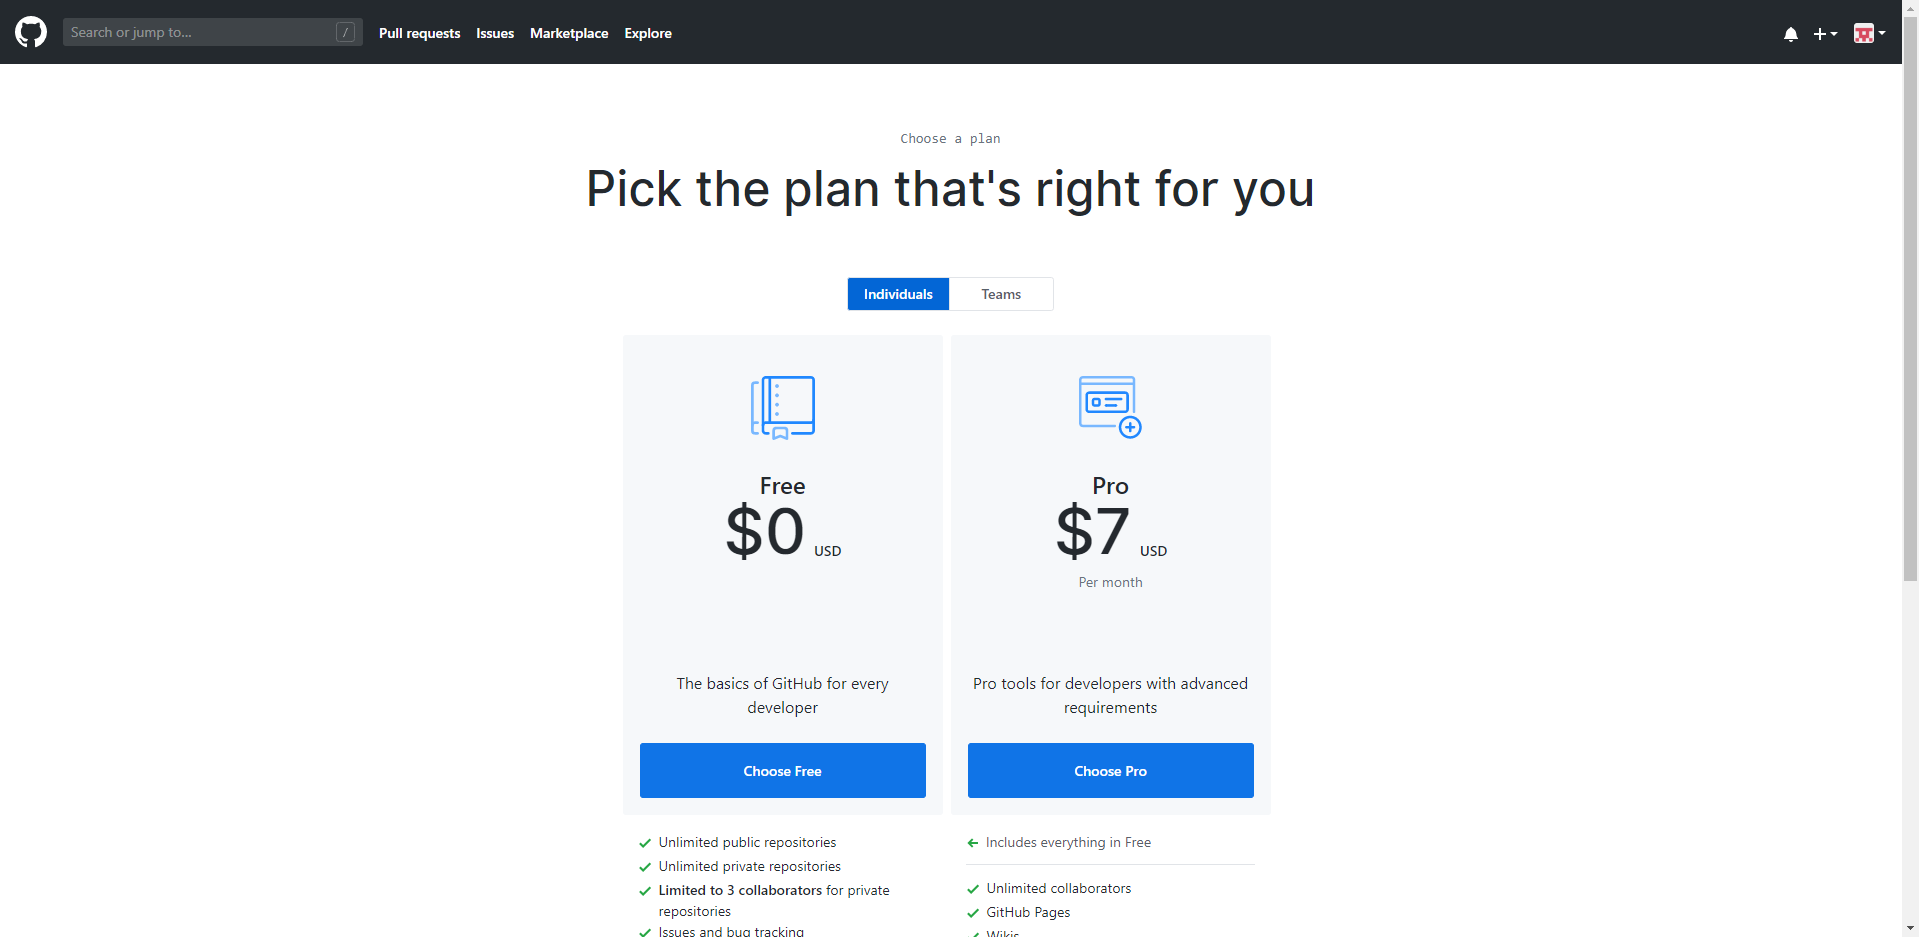 Search or jump to... /
Pull requests Issues Marketplace Explore
Choose a plan
Pick the plan that's right for you
Individuals Teams
Free
$0 USD
The basics of GitHub for every
developer
Choose Free
Unlimited public repositories
Unlimited private repositories
Limited to 3 collaborators for private
repositories
Issues and bug tracking
Pro
$7 USD
Per month
Pro tools for developers with advanced
requirements
Choose Pro
Includes everything in Free
Unlimited collaborators
GitHub Pages
Wikis